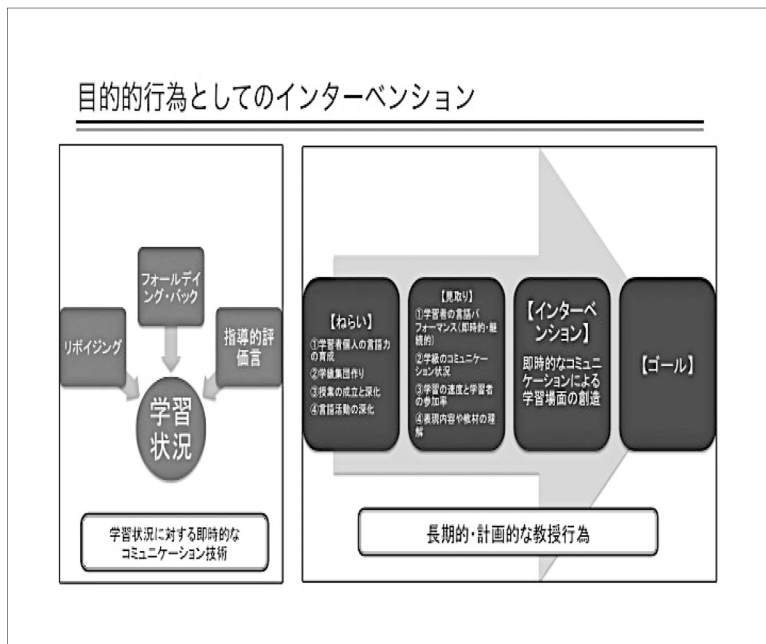 目的的行為としてのインターベンション
フォールデイ
ング・バック
リボイジング
指導的評
価言
学習
状況
学習状況に対する即時的な
コミュニケーション技術
【ねらい】
①学習者個人の言語力
の育成
②学級集団作り
③授業の成立と深化
④言語活動の深化
【見取り】
①学習者の言語パ
フォーマンス(即時的・継
続的)
②学級のコミュニケー
ション状況
③学習の速度と学習者
の参加率
④表現内容や教材の理
解
【インターベ
ンション】
即時的なコミュニ
ケーションによる
学習場面の創造
【ゴール】
長期的・計画的な教授行為